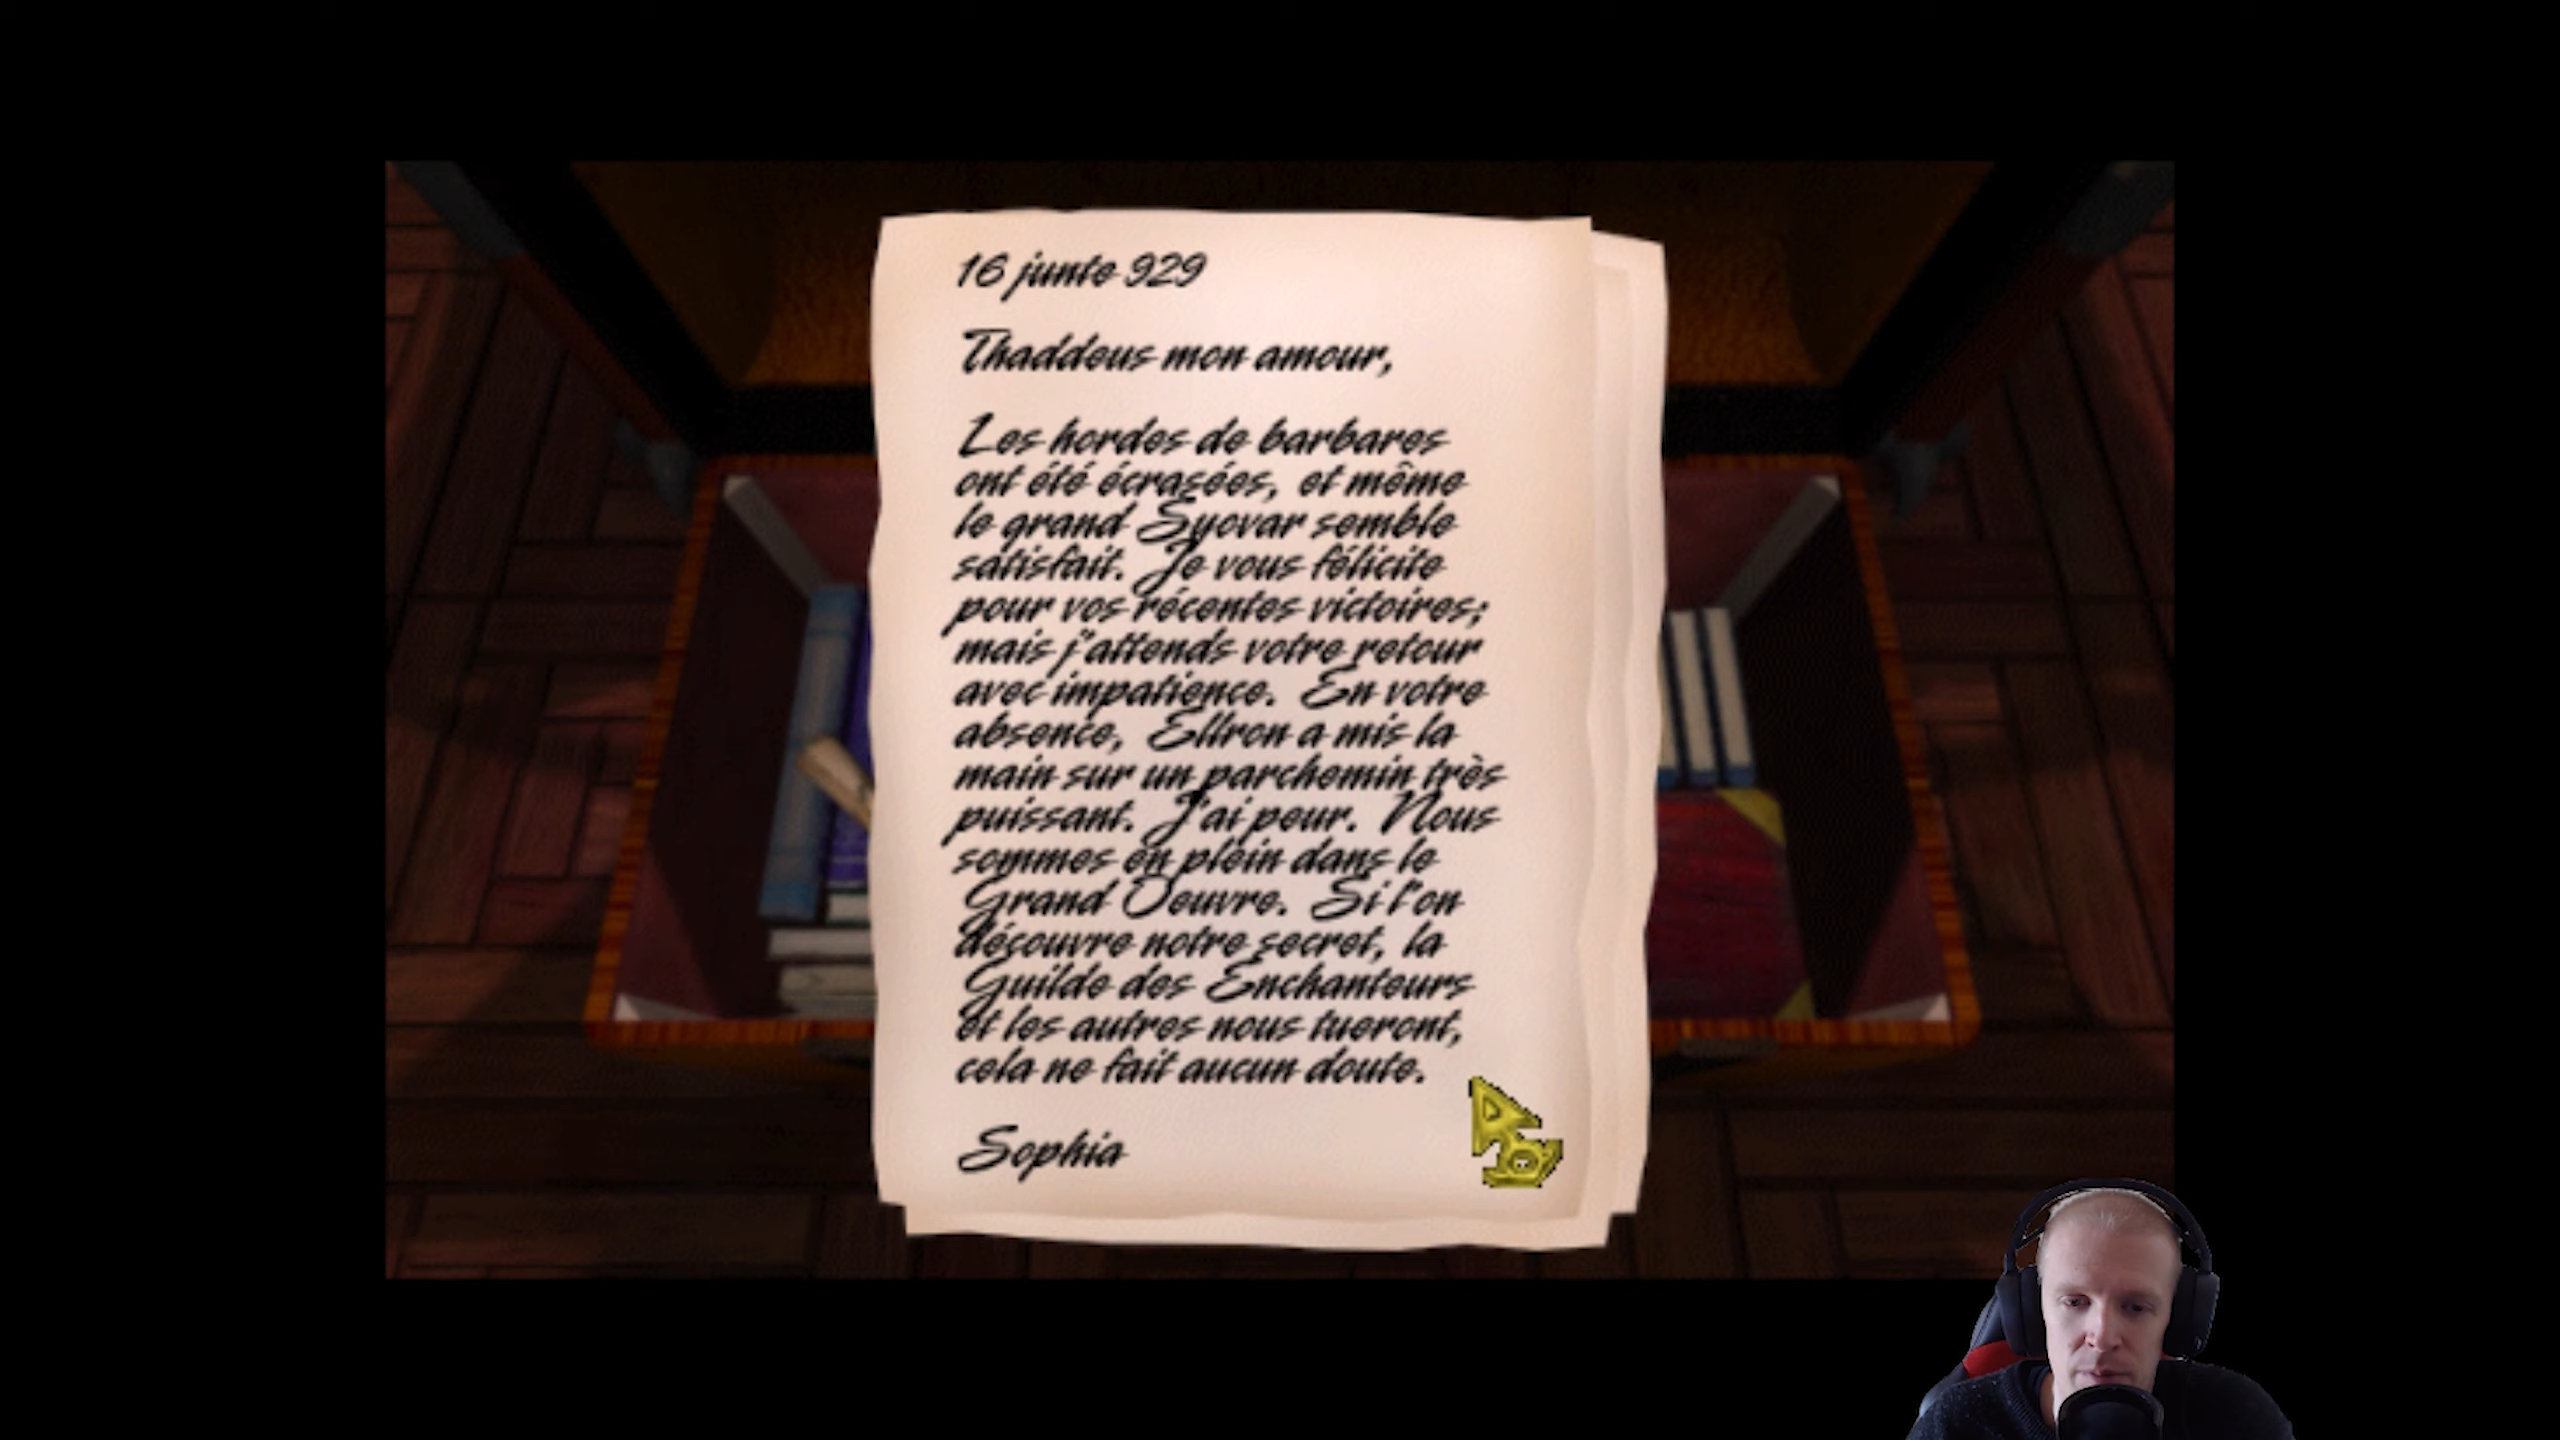 16 junte 929
Thaddeus mon amour,
Les hordes de barbares
ont été écrasées, et même
le grand Syovar semble
satisfait. Je vous félicite
pour vos récentes victoires;
mais j'attends votre retour
avec impatience. En votre
absence, Ellron a mis la
main sur un parchemin très
puissant. J'ai peur. Nous
sommes en plein dans le
Grand Oeuvre. Si l'on
découvre notre secret, la
Guilde des Enchanteurs
et les autres nous tueront,
cela ne fait aucun doute.
Sophia